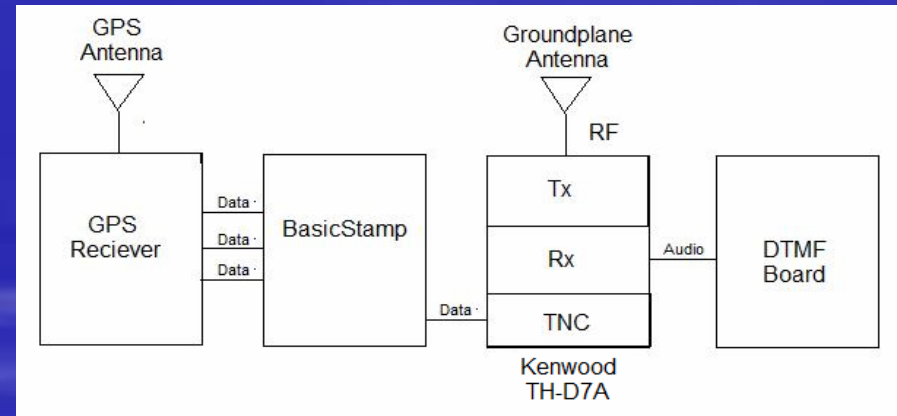 GPS
Antenna
Groundplane
Antenna
RF
GPS
Reciever
Data
Data
Data
BasicStamp
Data
Tx
Rx
TNC
Audio
DTMF
Board
Kenwood
TH-D7A